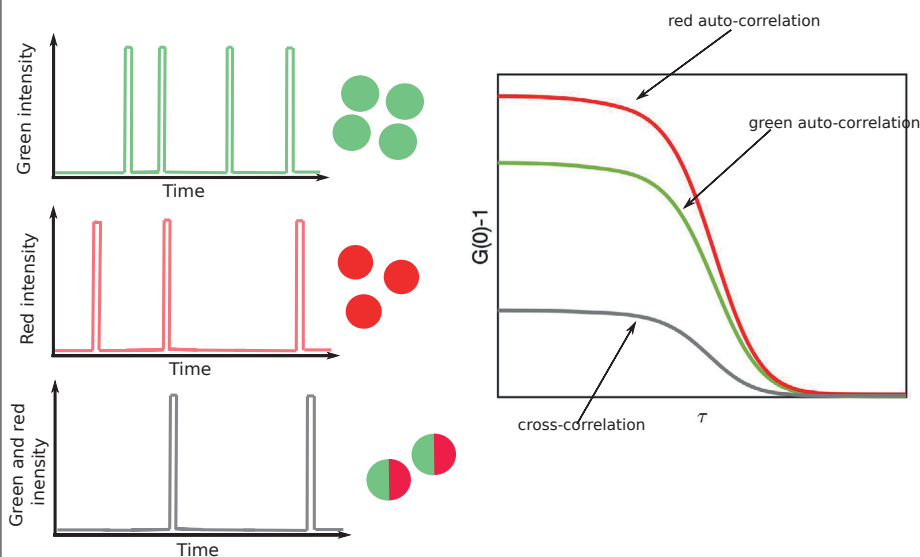 Green intensity
Time
Red intensity
Time
Green and red
inensity
Time
red auto-correlation
green auto-correlation
G(0)-1
cross-correlation
τ